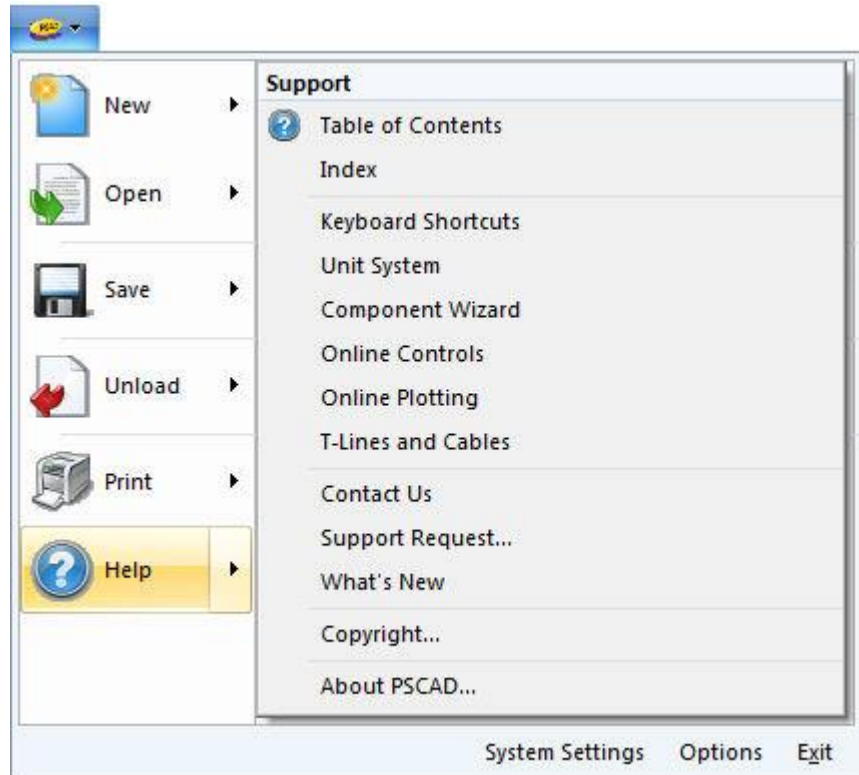 PSCAD
New
Open
Save
Unload
Print
Help
Support
Table of Contents
Index
Keyboard Shortcuts
Unit System
Component Wizard
Online Controls
Online Plotting
T-Lines and Cables
Contact Us
Support Request...
What's New
Copyright...
About PSCAD...
System Settings Options Exit